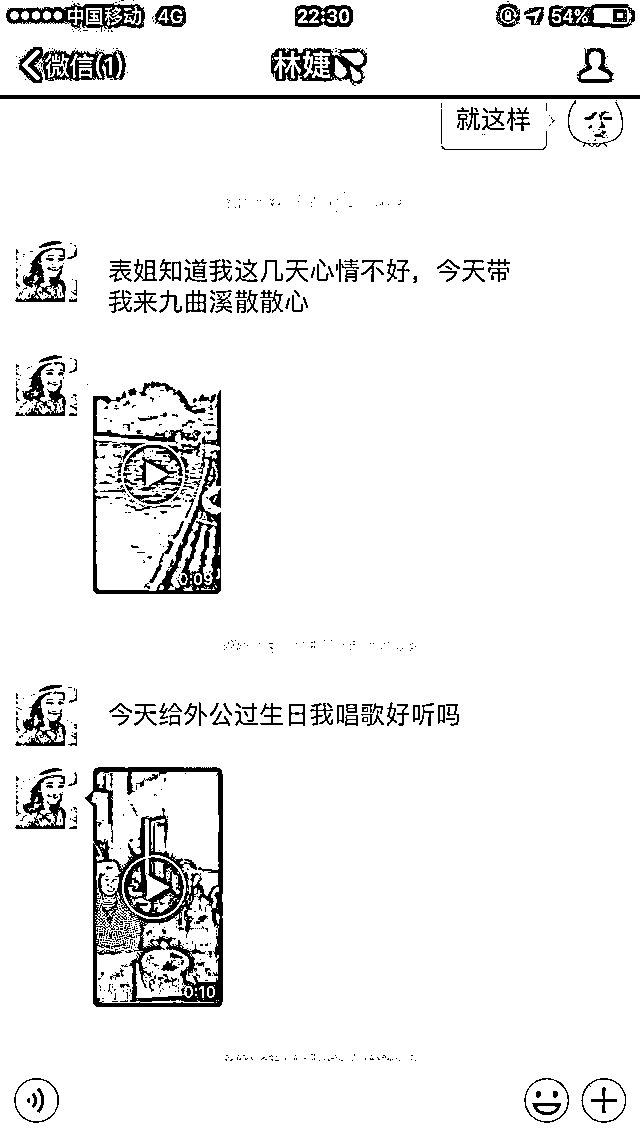 中国移动 4G 22:30 54%
微信(1) 林婕
就这样
表姐知道我这几天心情不好，今天带
我来九曲溪散散心
0:09
今天给外公过生日我唱歌好听吗
0:10